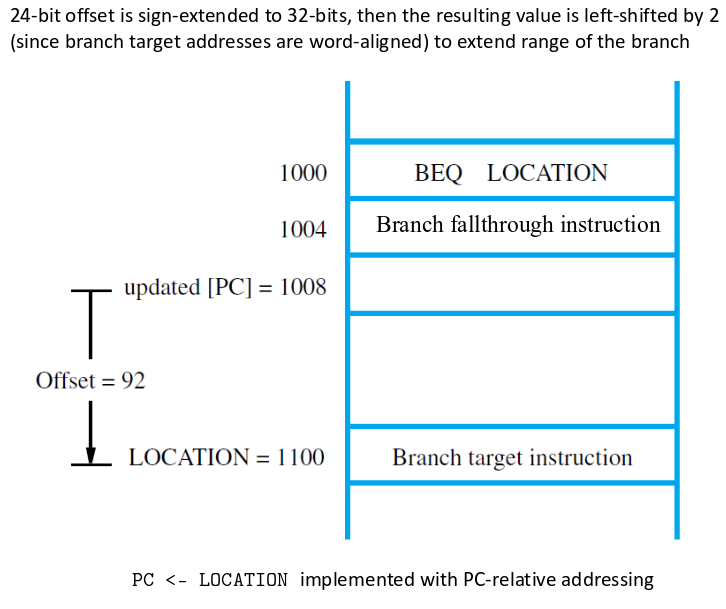 24-bit offset is sign-extended to 32-bits, then the resulting value is left-shifted by 2
(since branch target addresses are word-aligned) to extend range of the branch
1000 BEQ LOCATION
1004 Branch fallthrough instruction
updated [PC] = 1008
Offset = 92
LOCATION = 1100 Branch target instruction
PC <- LOCATION implemented with PC-relative addressing